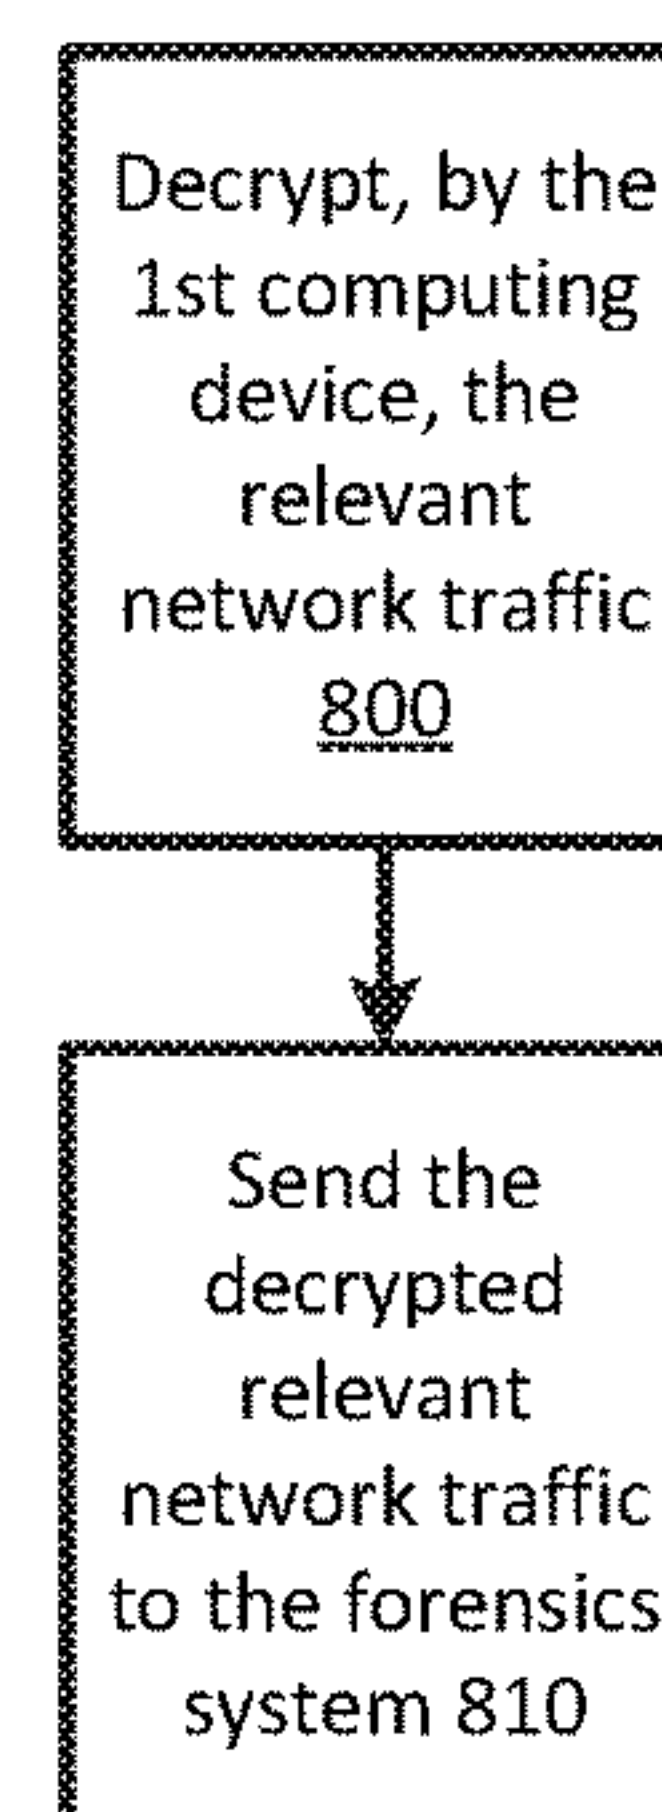 Decrypt, by the
1st computing
device, the
relevant
network traffic
800
Send the
decrypted
relevant
network traffic
to the forensics
system 810